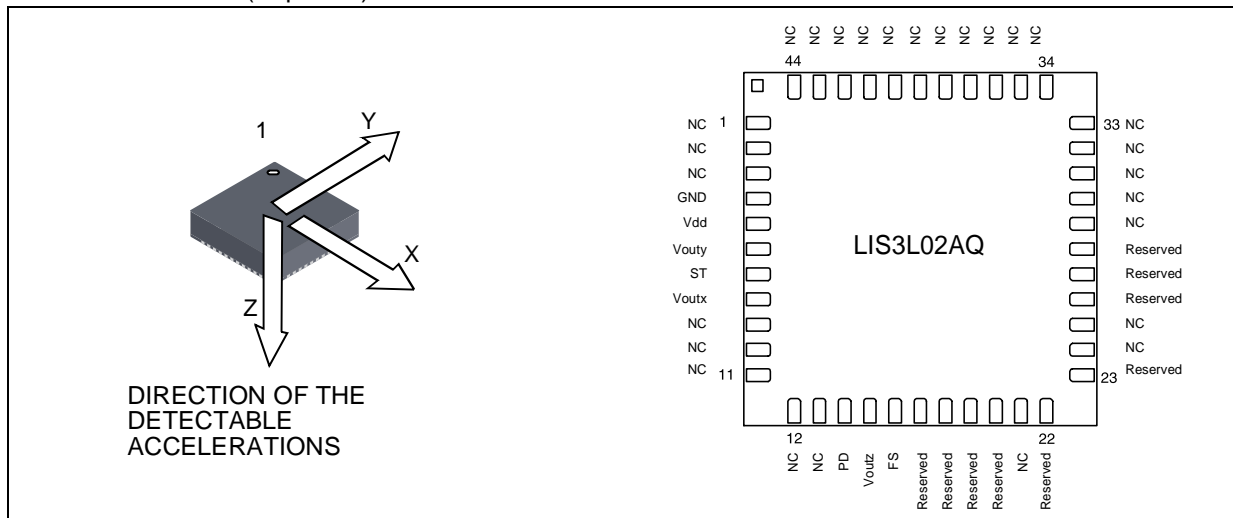 1
Y
X
Z
DIRECTION OF THE
DETECTABLE
ACCELERATIONS
NC NC NC NC NC NC NC NC NC NC NC
44 34
NC 1
NC
NC
GND
Vdd
Vouty
ST
Voutx
NC
NC
NC 11
LIS3L02AQ
33 NC
NC
NC
NC
NC
Reserved
Reserved
Reserved
NC
NC
23 Reserved
12 22
NC NC PD Voutz FS Reserved Reserved Reserved Reserved NC Reserved